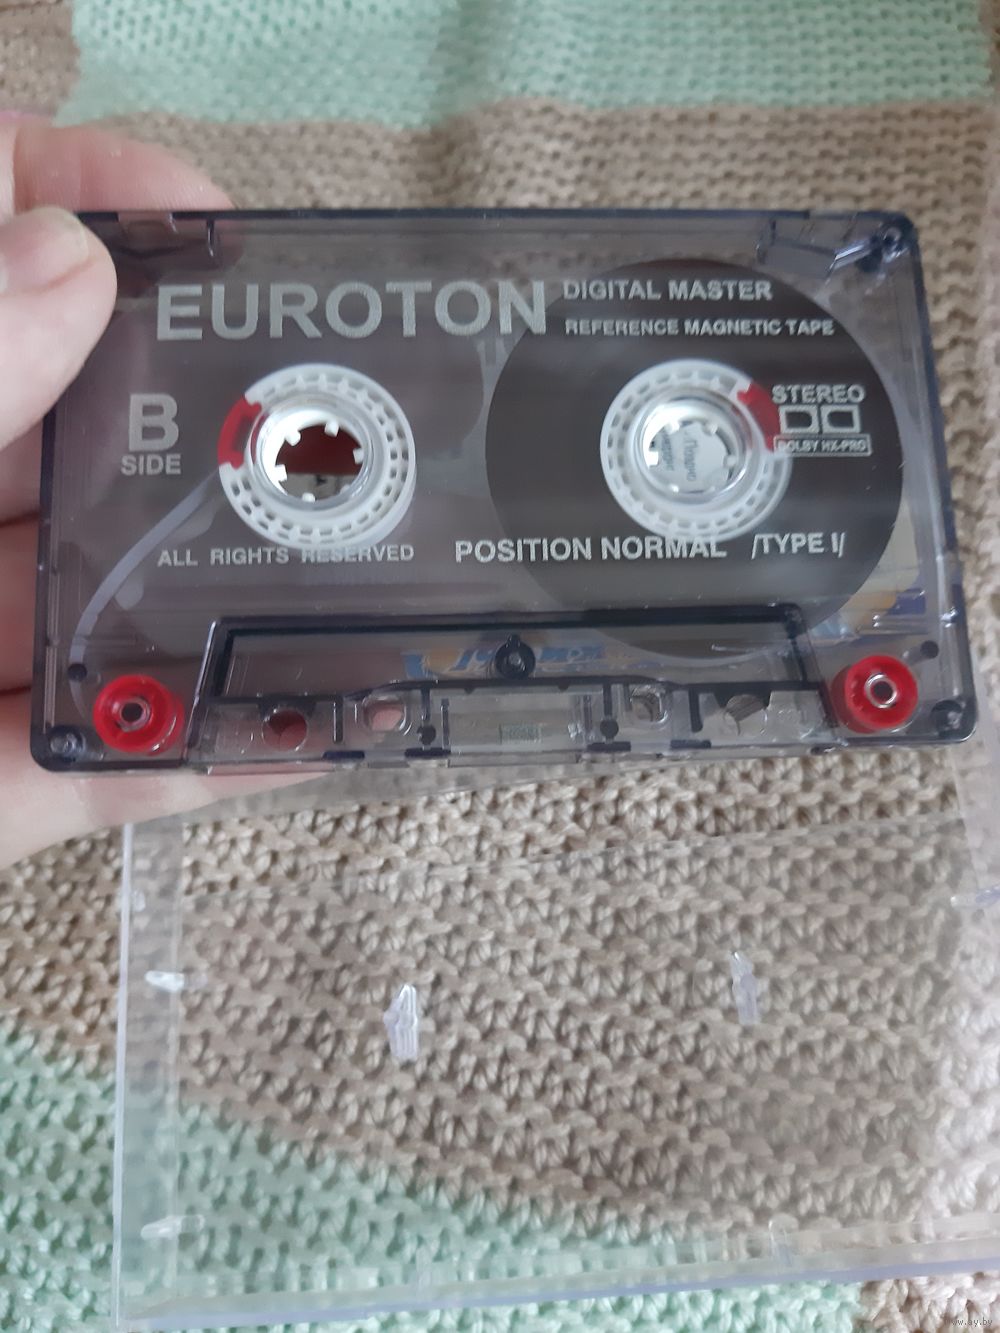 EUROTON
DIGITAL MASTER
REFERENCE MAGNETIC TAPE
B
SIDE
STEREO
DOLBY HX-PRO
ALL RIGHTS RESERVED
POSITION NORMAL /TYPE I/